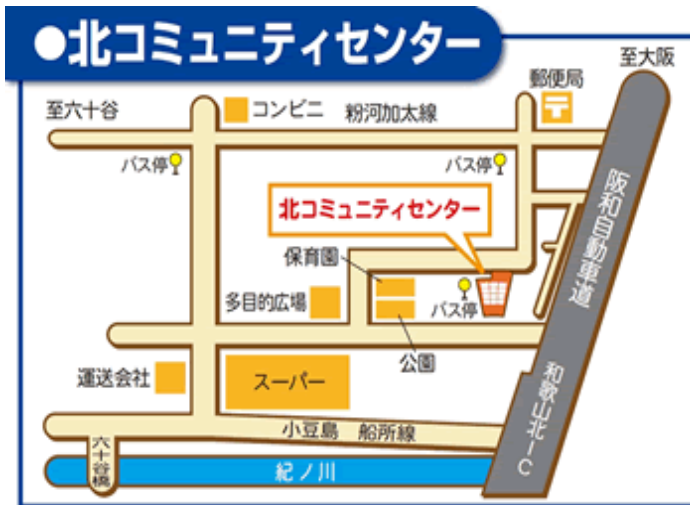 ●北コミュニティセンター
至大阪
郵便局
至六十谷
コンビニ
粉河加太線
バス停
バス停
阪和自動車道
北コミュニティセンター
保育園
多目的広場
バス停
公園
運送会社
スーパー
和歌山北IC
小豆島 船所線
六十谷橋
紀ノ川